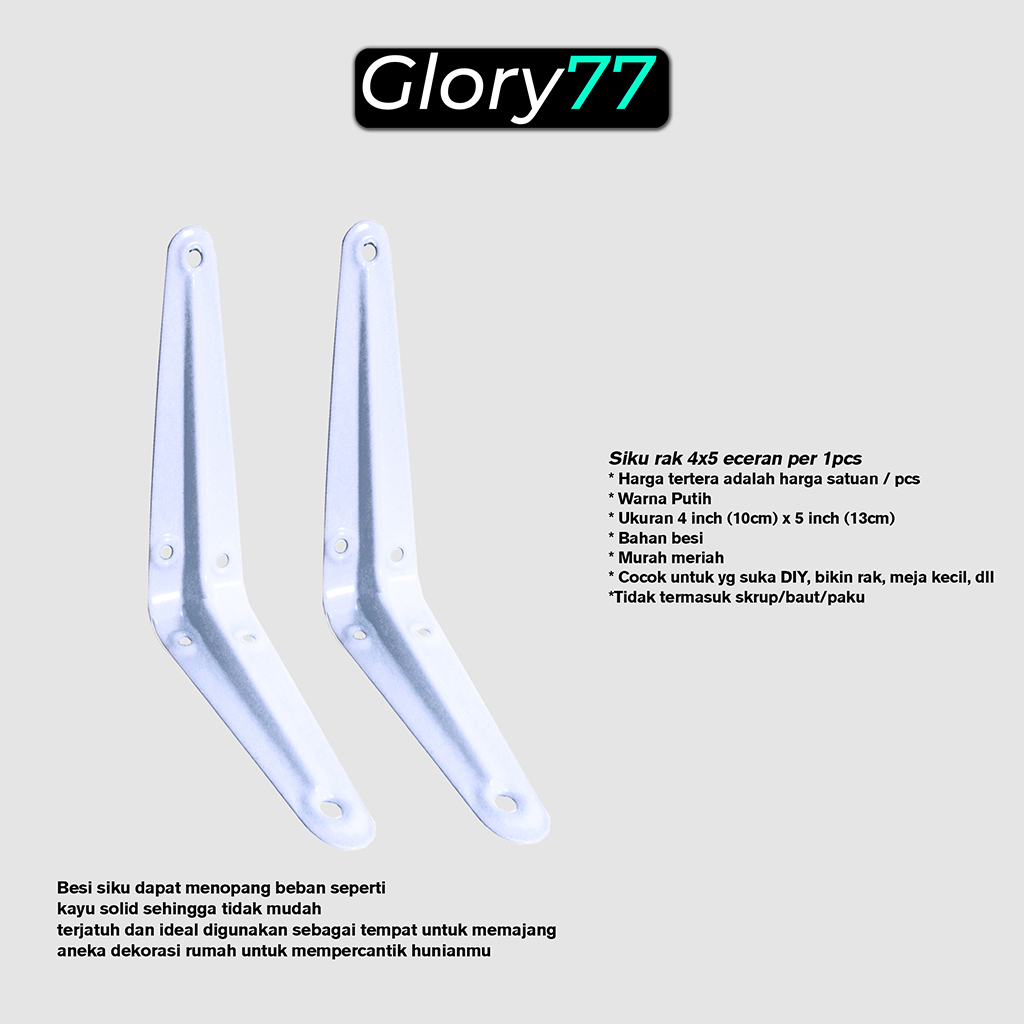 Glory77
Siku rak 4x5 eceran per 1pcs
* Harga tertera adalah harga satuan / pcs
* Warna Putih
* Ukuran 4 inch (10cm) x 5 inch (13cm)
* Bahan besi
* Murah meriah
* Cocok untuk yg suka DIY, bikin rak, meja kecil, dll
*Tidak termasuk skrup/baut/paku
Besi siku dapat menopang beban seperti
kayu solid sehingga tidak mudah
terjatuh dan ideal digunakan sebagai tempat untuk memajang
aneka dekorasi rumah untuk mempercantik hunianmu